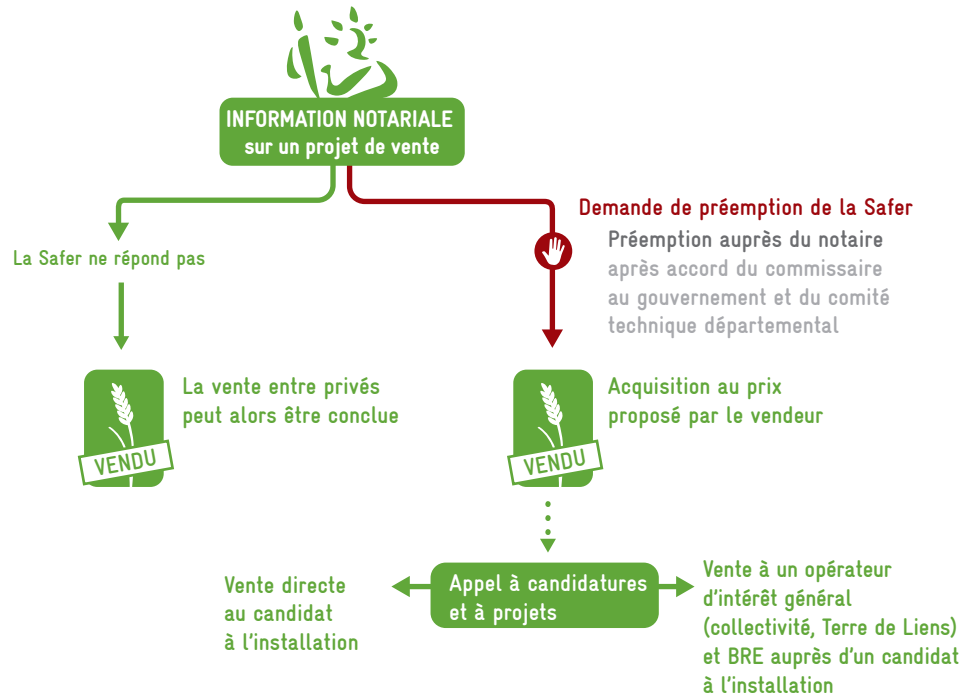 INFORMATION NOTARIALE
sur un projet de vente
La Safer ne répond pas
Demande de préemption de la Safer
Préemption auprès du notaire
après accord du commissaire
au gouvernement et du comité
technique départemental
VENDU
La vente entre privés
peut alors être conclue
VENDU
Acquisition au prix
proposé par le vendeur
Vente directe
au candidat
à l'installation
Appel à candidatures
et à projets
Vente à un opérateur
d'intérêt général
(collectivité, Terre de Liens)
et BRE auprès d'un candidat
à l'installation